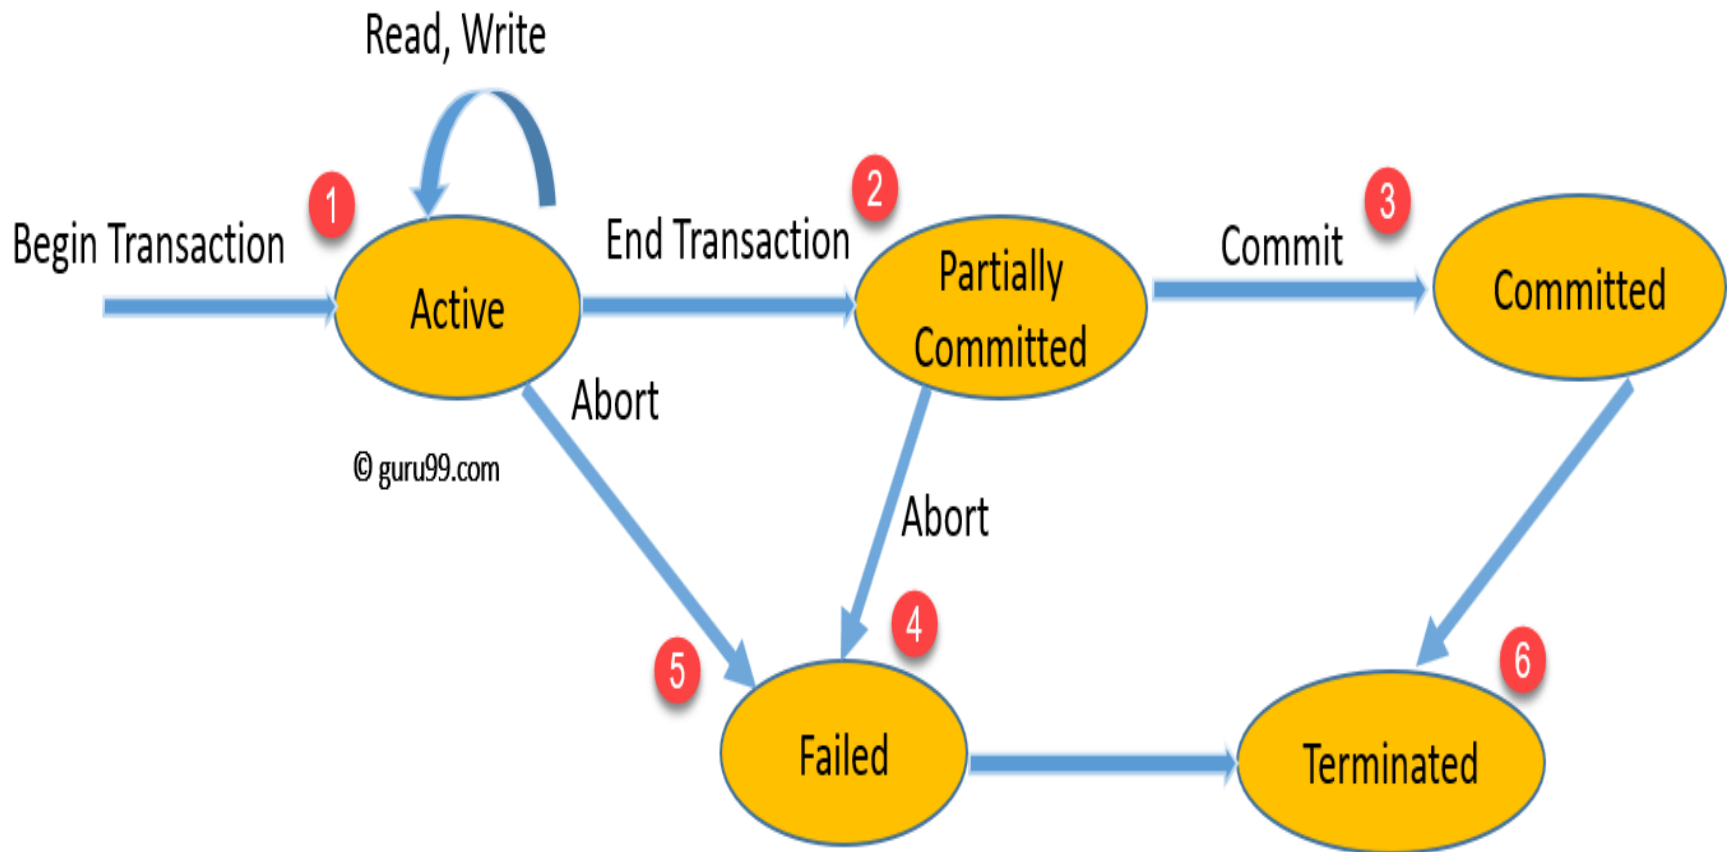 Read, Write
1
2
3
Begin Transaction
End Transaction
Commit
Active
Partially
Committed
Committed
Abort
© guru99.com
Abort
4
5
6
Failed
Terminated